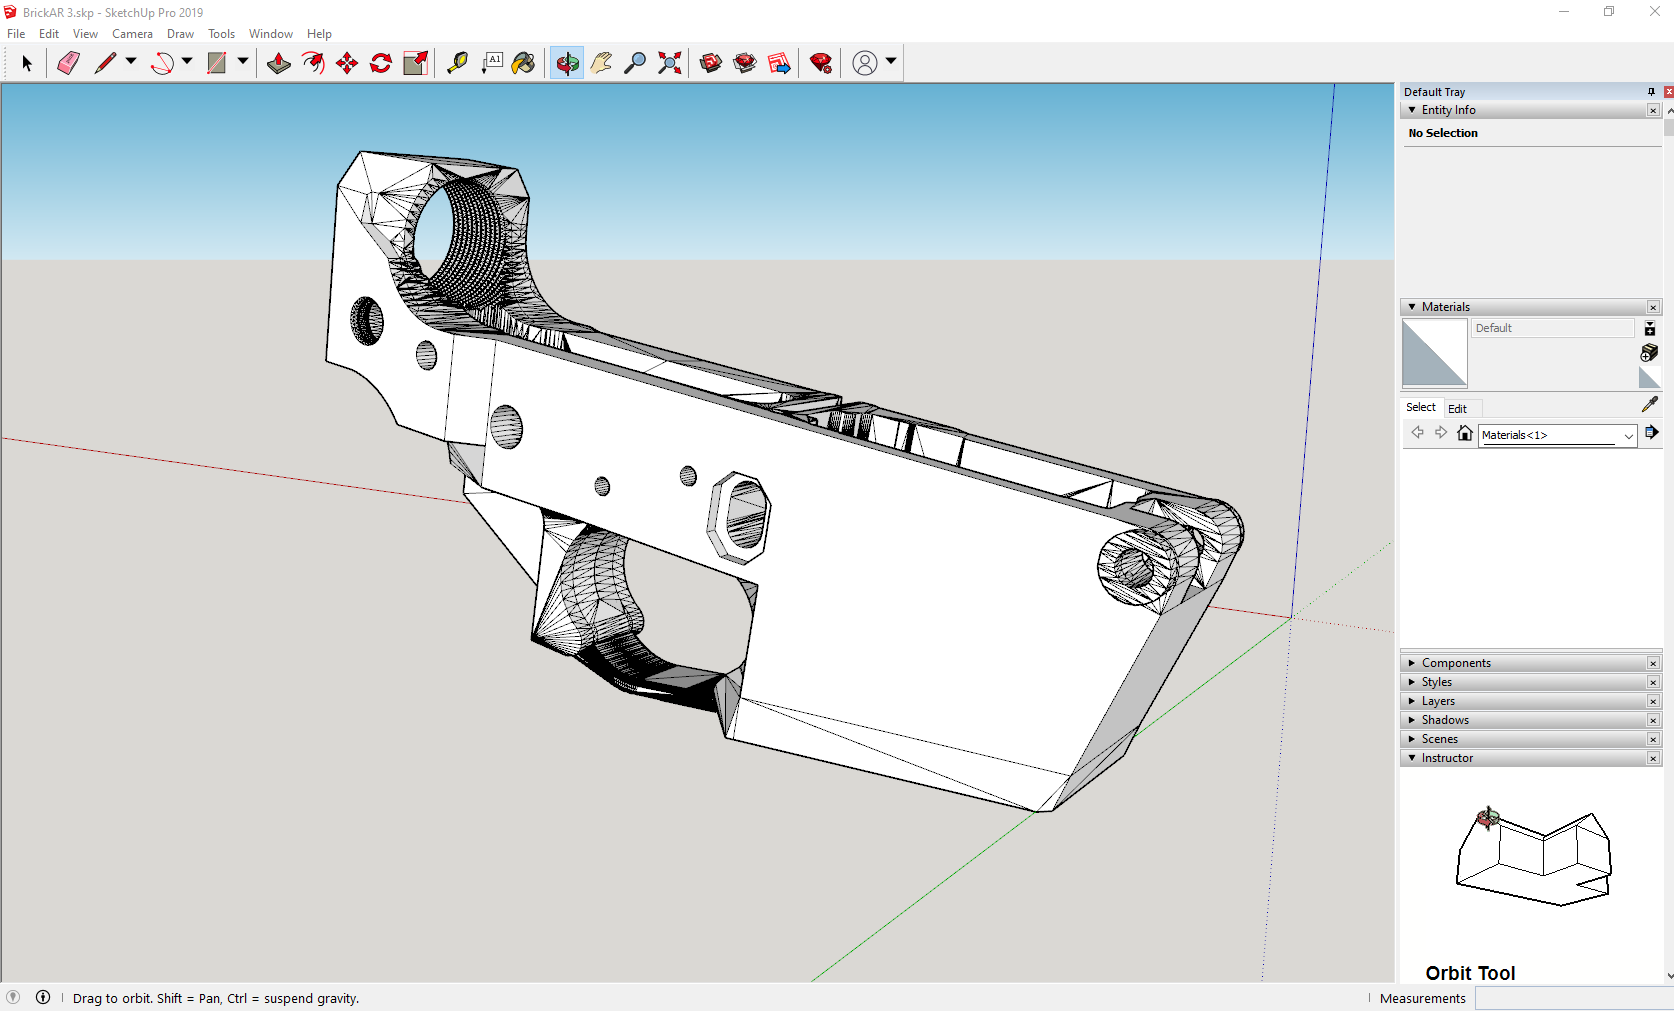 BrickAR 3.skp - SketchUp Pro 2019
File Edit View Camera Draw Tools Window Help
A1
Default Tray
Entity Info
No Selection
Materials
Default
Select Edit
Materials<1>
Components
Styles
Layers
Shadows
Scenes
Instructor
Orbit Tool
Drag to orbit. Shift = Pan, Ctrl = suspend gravity.
Measurements